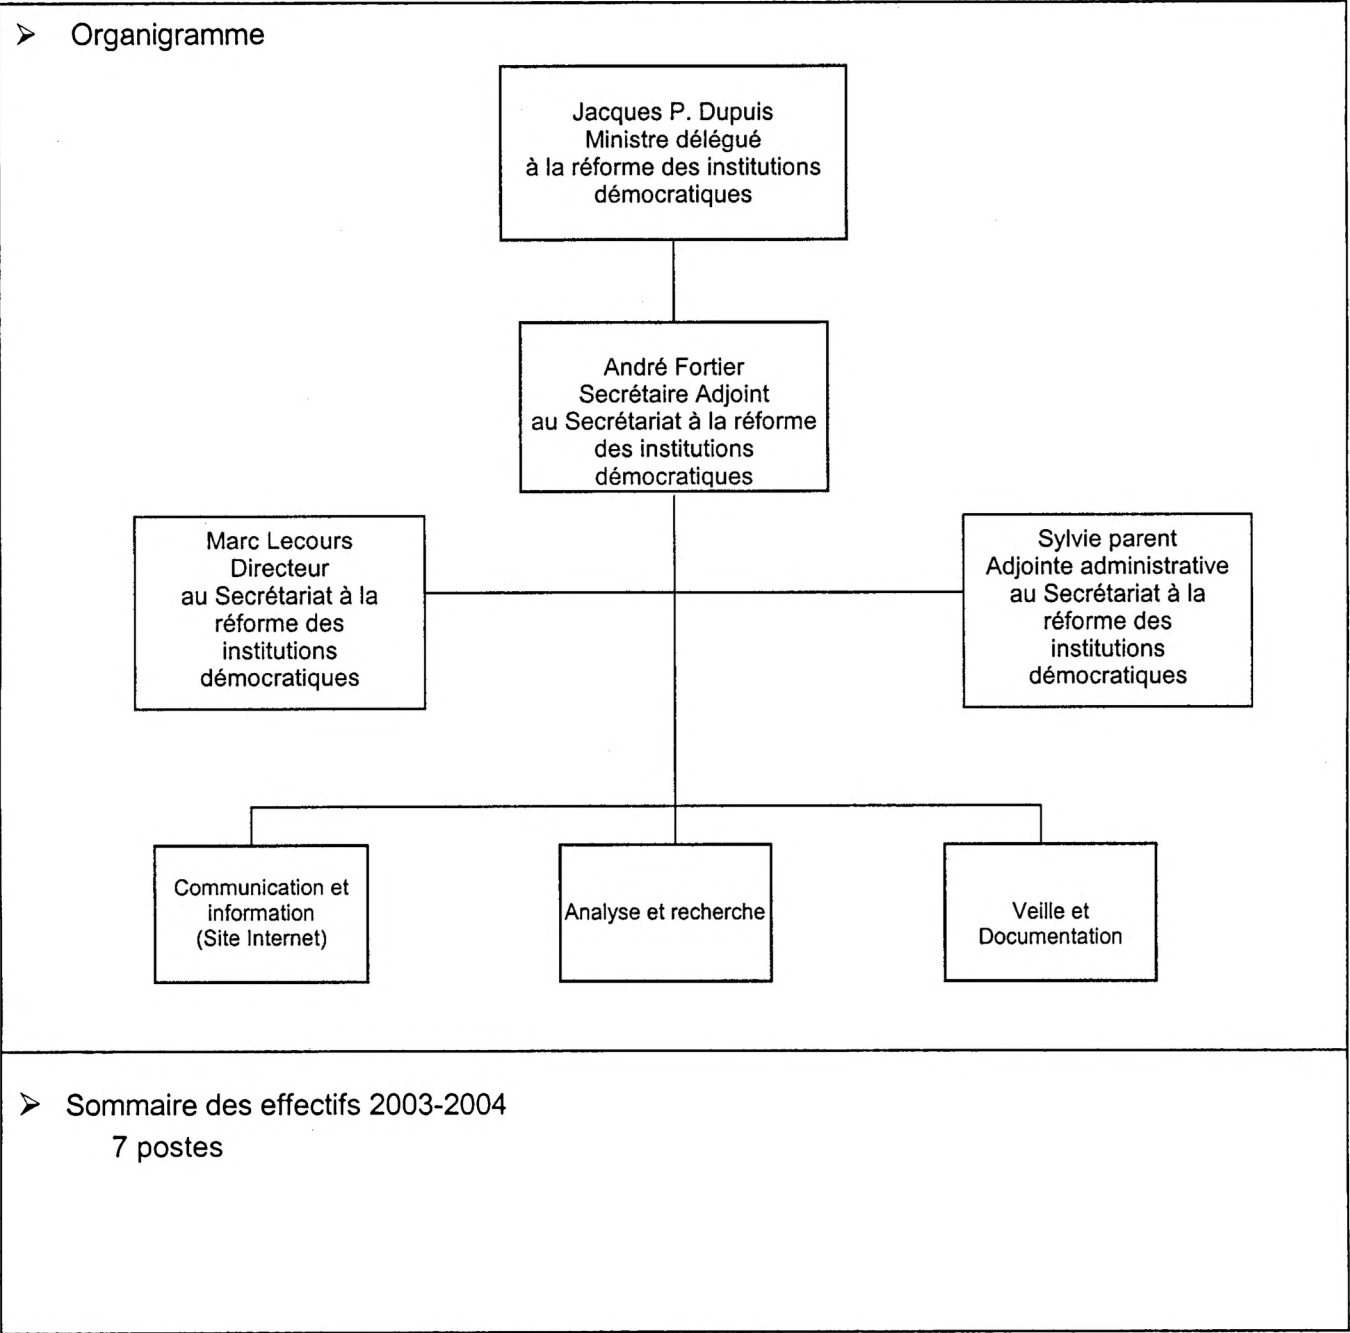 ➢ Organigramme
Jacques P. Dupuis
Ministre délégué
à la réforme des institutions
démocratiques
André Fortier
Secrétaire Adjoint
au Secrétariat à la réforme
des institutions
démocratiques
Marc Lecours
Directeur
au Secrétariat à la
réforme des
institutions
démocratiques
Sylvie parent
Adjointe administrative
au Secrétariat à la
réforme des
institutions
démocratiques
Communication et
information
(Site Internet)
Analyse et recherche
Veille et
Documentation
➢ Sommaire des effectifs 2003-2004
7 postes